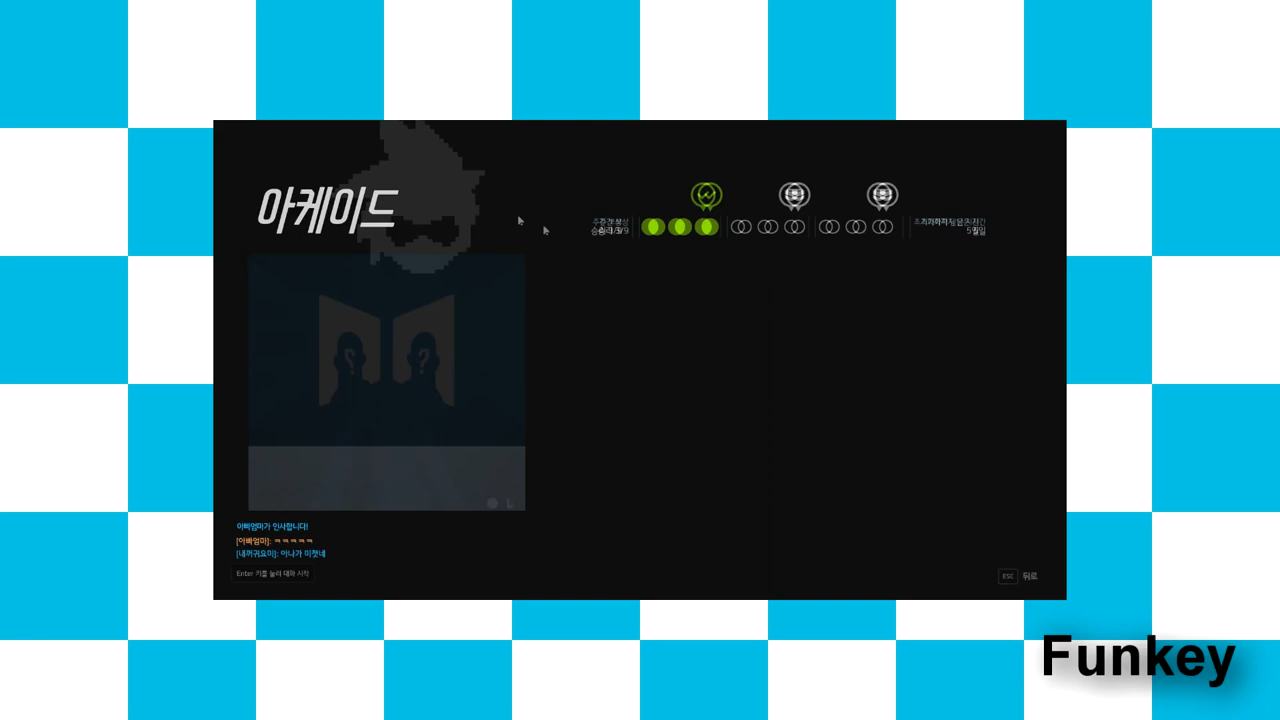 아케이드
아빠엄마가 인사합니다!
[아빠엄마]: ㅋㅋㅋㅋㅋ
[내꺼귀요미]: 아나가 미쳣네
Enter 키를 눌러 대화 시작
ESC 뒤로
Funkey